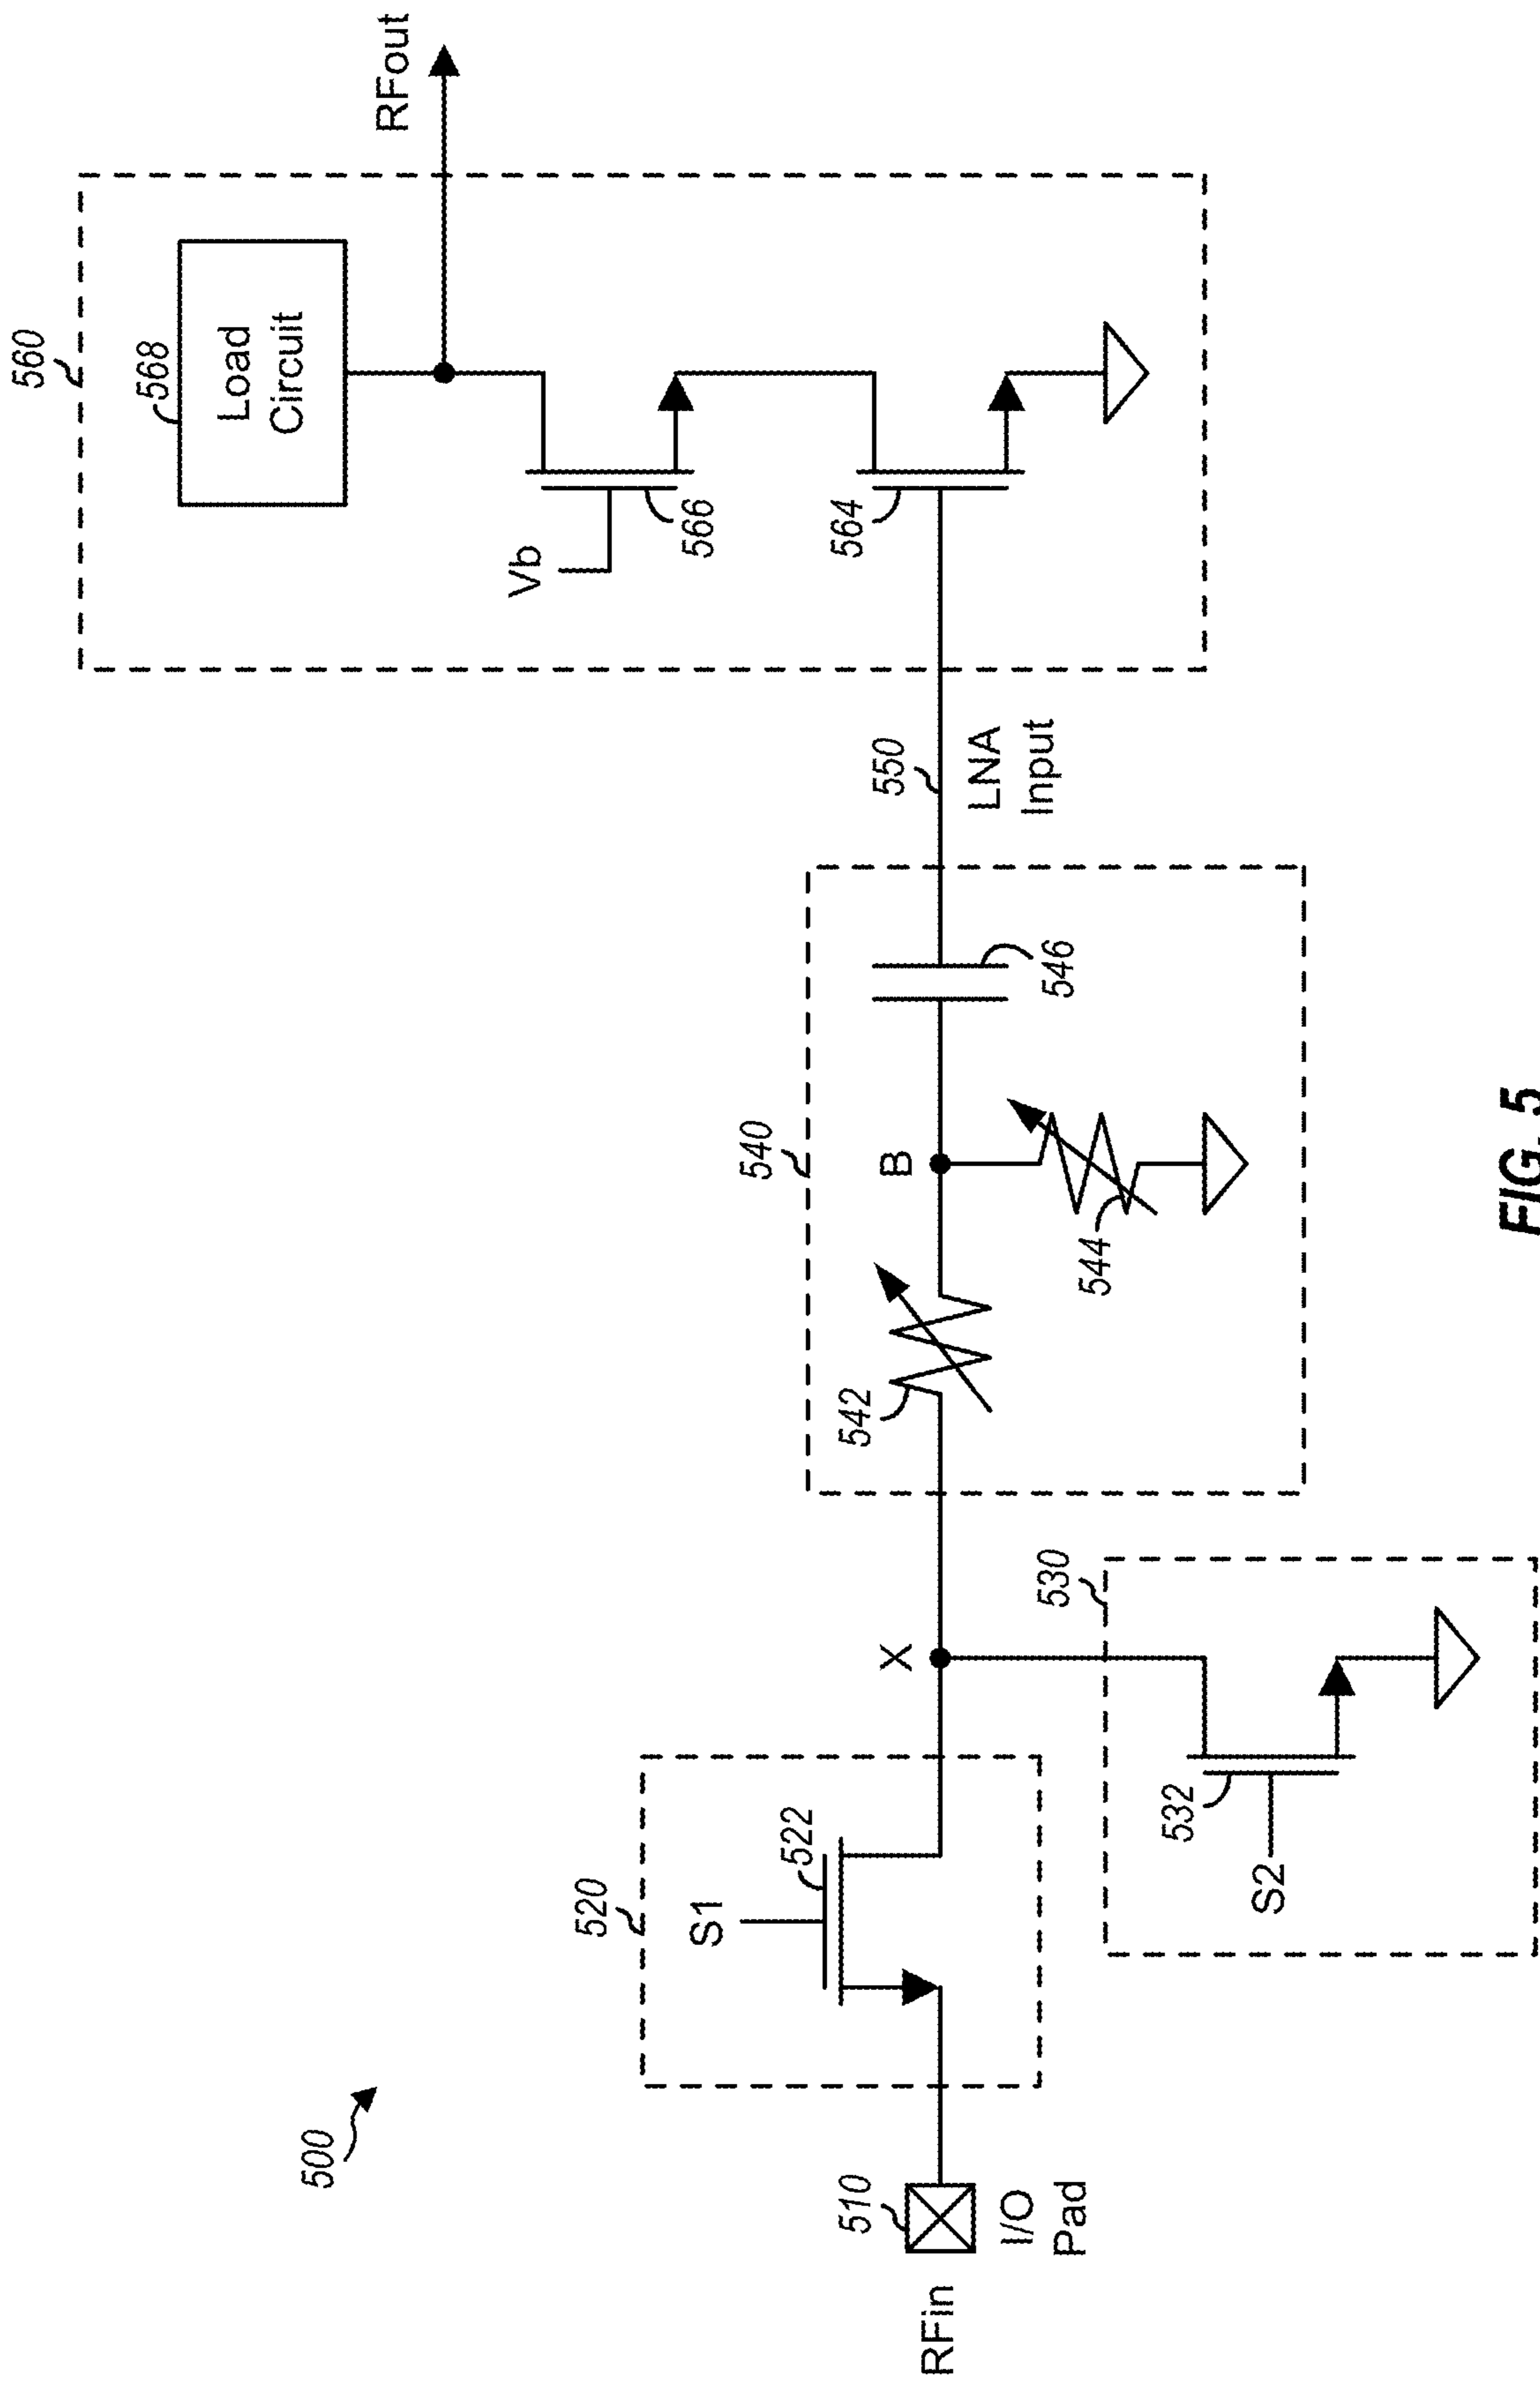 500
RFin
510
I/O
Pad
520
S1
522
X
530
532
S2
540
542
B
544
546
550
LNA
Input
560
568
Load
Circuit
RFout
Vb
566
564
FIG. 5